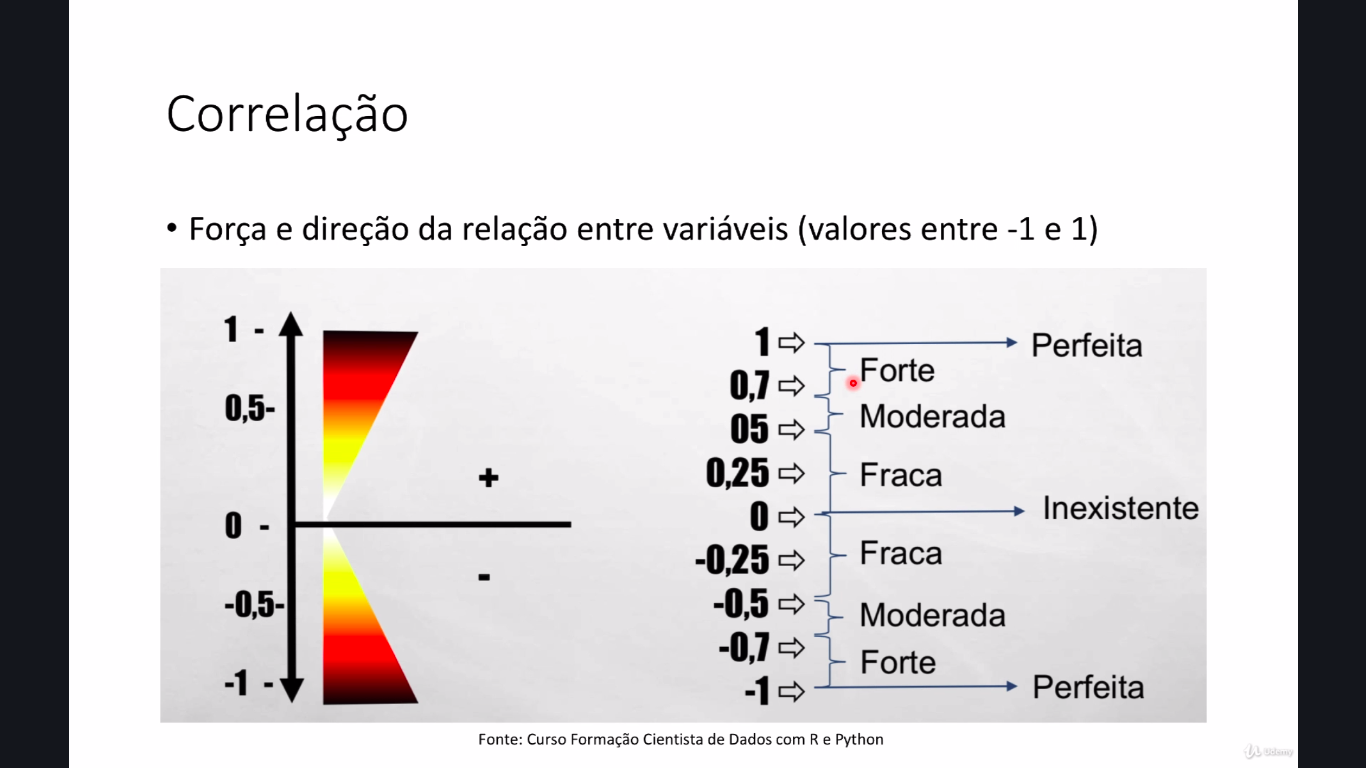 Correlação
• Força e direção da relação entre variáveis (valores entre -1 e 1)
1 -
0,5-
0 -
-0,5-
-1 -
+
-
1 ⇨
0,7 ⇨
05 ⇨
0,25 ⇨
0 ⇨
-0,25 ⇨
-0,5 ⇨
-0,7 ⇨
-1 ⇨
Perfeita
Forte
Moderada
Fraca
Inexistente
Fraca
Moderada
Forte
Perfeita
Fonte: Curso Formação Cientista de Dados com R e Python
Udemy